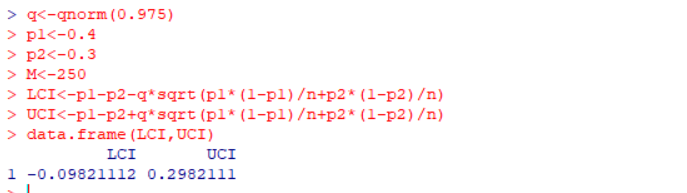 > q<-qnorm(0.975)
> p1<-0.4
> p2<-0.3
> M<-250
> LCI<-p1-p2-q*sqrt(p1*(1-p1)/n+p2*(1-p2)/n)
> UCI<-p1-p2+q*sqrt(p1*(1-p1)/n+p2*(1-p2)/n)
> data.frame(LCI,UCI)
LCI UCI
1 -0.09821112 0.2982111
>